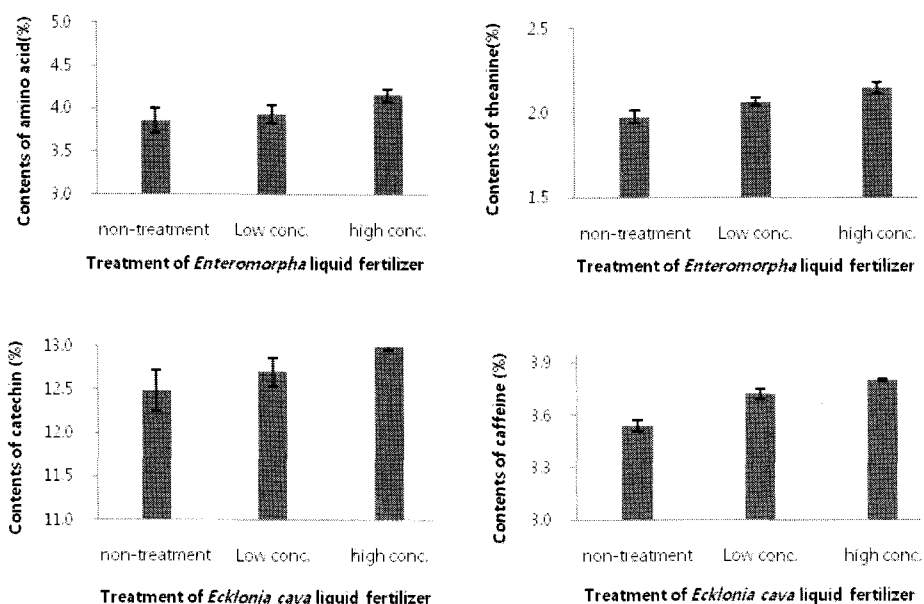 Contents of amino acid(%)
5.0
4.5
4.0
3.5
3.0
non-treatment Low conc. high conc.
Treatment of Enteromorpha liquid fertilizer
Contents of theanine(%)
2.5
2.0
1.5
non-treatment Low conc. high conc.
Treatment of Enteromorpha liquid fertilizer
Contents of catechin (%)
13.0
12.5
12.0
11.5
11.0
non-treatment Low conc. high conc.
Treatment of Ecklonia cava liquid fertilizer
Contents of caffeine (%)
3.9
3.6
3.3
3.0
non-treatment Low conc. high conc.
Treatment of Ecklonia cava liquid fertilizer